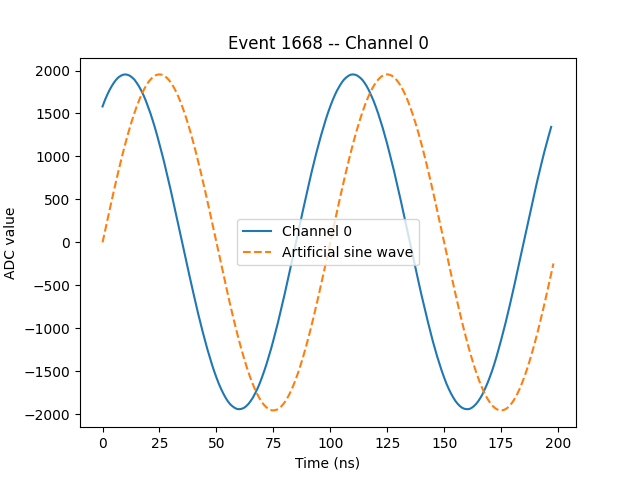 Event 1668 -- Channel 0
2000
1500
1000
500
0
−500
−1000
−1500
−2000
ADC value
Channel 0
Artificial sine wave
0 25 50 75 100 125 150 175 200
Time (ns)